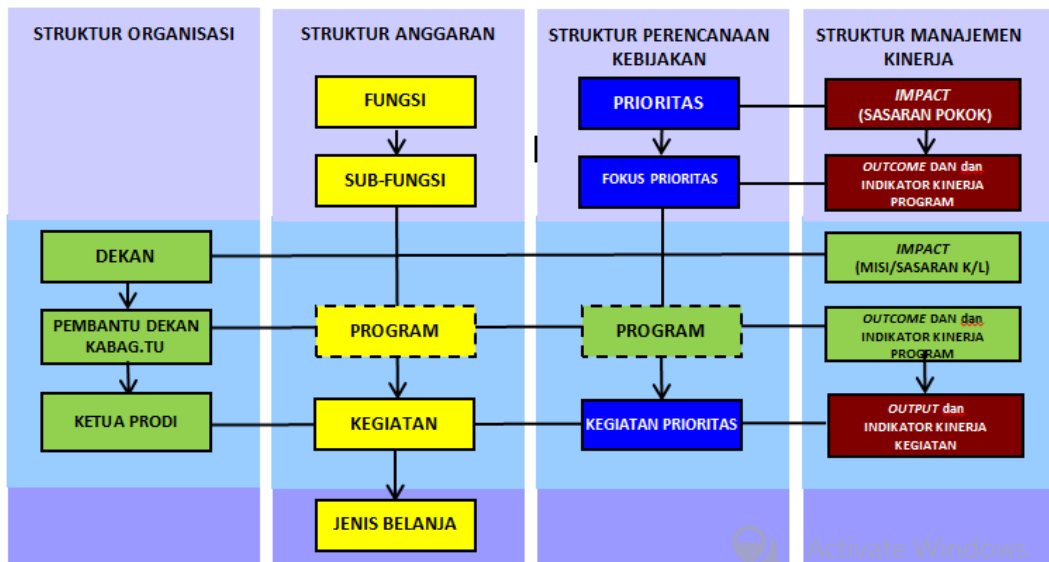 STRUKTUR ORGANISASI
STRUKTUR ANGGARAN
STRUKTUR PERENCANAAN
KEBIJAKAN
STRUKTUR MANAJEMEN
KINERJA
FUNGSI
PRIORITAS
IMPACT
(SASARAN POKOK)
SUB-FUNGSI
FOKUS PRIORITAS
OUTCOME DAN dan
INDIKATOR KINERJA
PROGRAM
DEKAN
IMPACT
(MISI/SASARAN K/L)
PEMBANTU DEKAN
KABAG.TU
PROGRAM
PROGRAM
OUTCOME DAN dan
INDIKATOR KINERJA
PROGRAM
KETUA PRODI
KEGIATAN
KEGIATAN PRIORITAS
OUTPUT dan
INDIKATOR KINERJA
KEGIATAN
JENIS BELANJA
Activate Windows